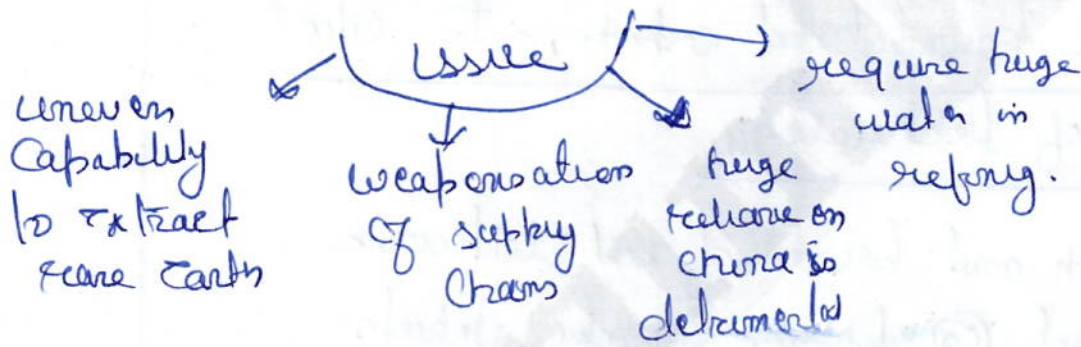 Issue
uneven
Capability
to extract
rare Earth
weaponsation
of supply
Chains
huge
reliance on
china is
detrimental
require huge
water in
refining.